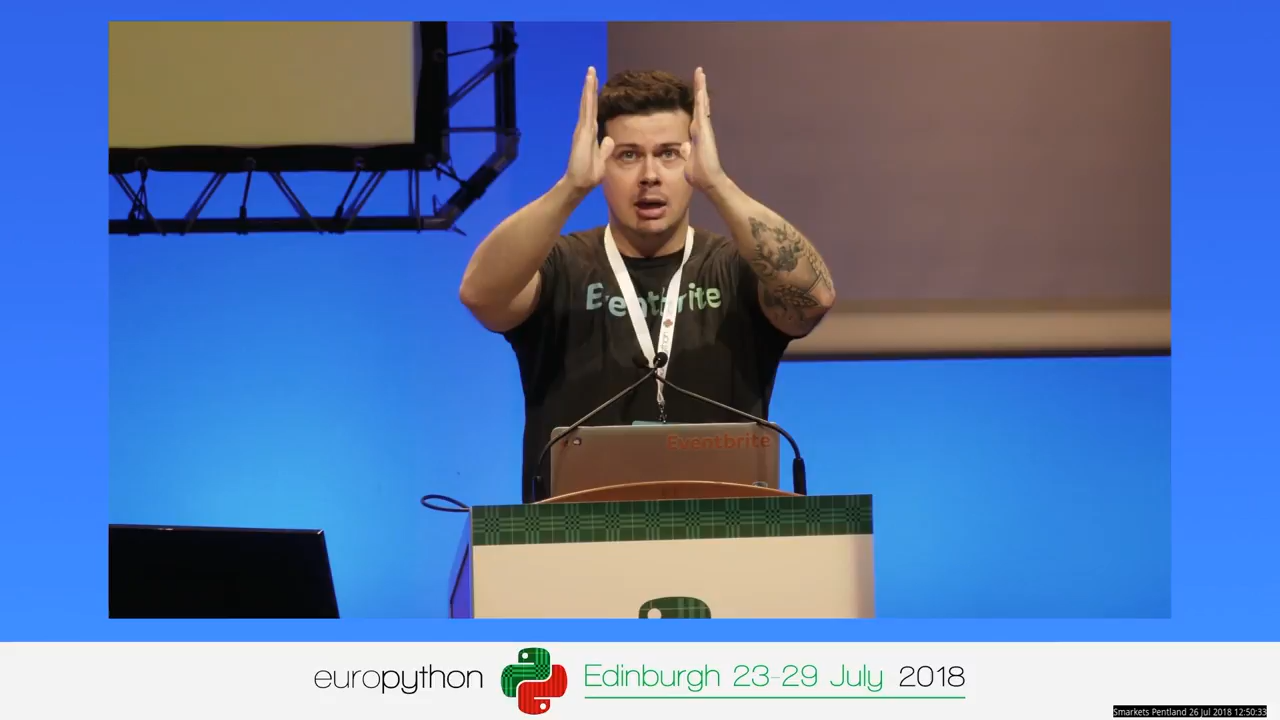 Eventbrite
Eventbrite
europython Edinburgh 23-29 July 2018
Smarkets Pentland 26 Jul 2018 12:50:33